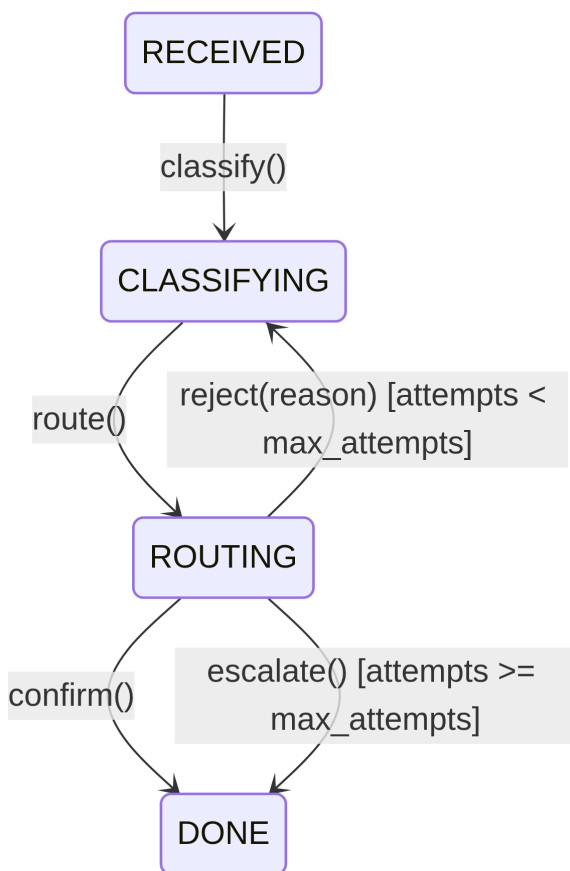 RECEIVED
classify()
CLASSIFYING
route()
reject(reason) [attempts <
max_attempts]
ROUTING
confirm()
escalate() [attempts >=
max_attempts]
DONE